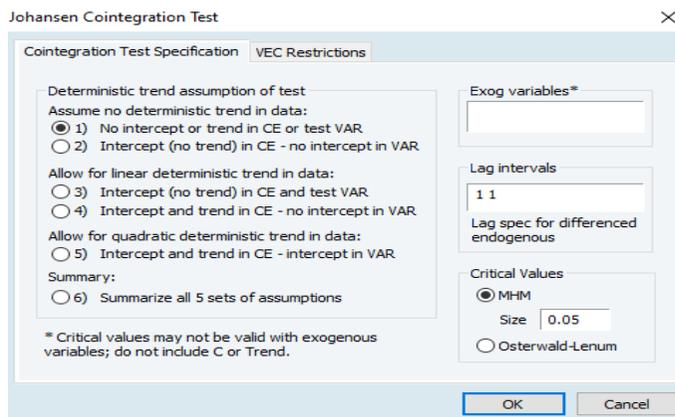 Johansen Cointegration Test
Cointegration Test Specification
VEC Restrictions
Deterministic trend assumption of test
Assume no deterministic trend in data:
1) No intercept or trend in CE or test VAR
2) Intercept (no trend) in CE - no intercept in VAR
Allow for linear deterministic trend in data:
3) Intercept (no trend) in CE and test VAR
4) Intercept and trend in CE - no intercept in VAR
Allow for quadratic deterministic trend in data:
5) Intercept and trend in CE - intercept in VAR
Summary:
6) Summarize all 5 sets of assumptions
* Critical values may not be valid with exogenous
variables; do not include C or Trend.
Exog variables*
Lag intervals
1 1
Lag spec for differenced
endogenous
Critical Values
MHM
Size 0.05
Osterwald-Lenum
OK
Cancel